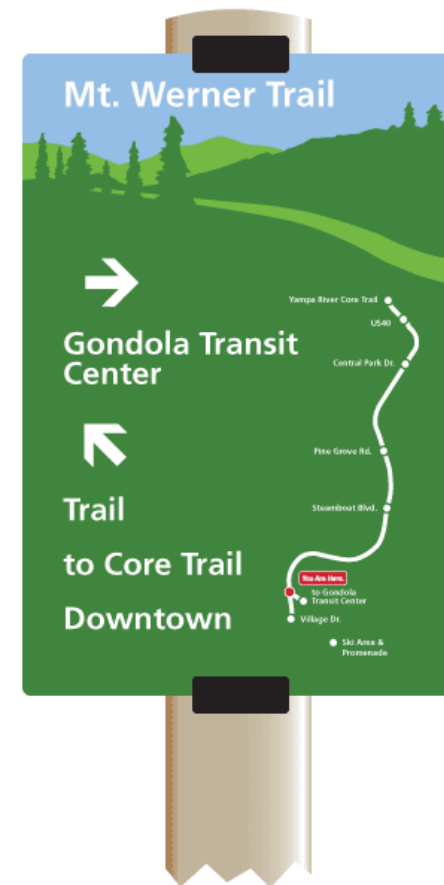 Mt. Werner Trail
Gondola Transit
Center
Trail
to Core Trail
Downtown
Yampa River Core Trail
US40
Central Park Dr.
Pine Grove Rd.
Steamboat Blvd.
You Are Here.
to Gondola
Transit Center
Village Dr.
Ski Area &
Promenade